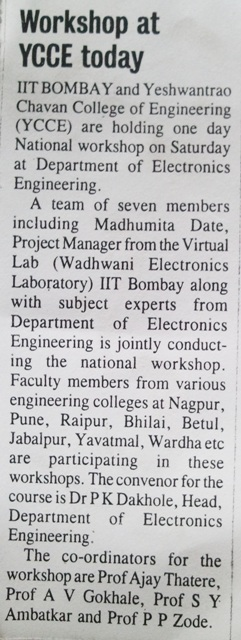 Workshop at
YCCE today
IIT BOMBAY and Yeshwantrao
Chavan College of Engineering
(YCCE) are holding one day
National workshop on Saturday
at Department of Electronics
Engineering.
A team of seven members
including Madhumita Date,
Project Manager from the Virtual
Lab (Wadhwani Electronics
Laboratory) IIT Bombay along
with subject experts from
Department of Electronics
Engineering is jointly conduct-
ing the national workshop.
Faculty members from various
engineering colleges at Nagpur,
Pune, Raipur, Bhilai, Betul,
Jabalpur, Yavatmal, Wardha etc
are participating in these
workshops. The convenor for the
course is Dr P K Dakhole, Head,
Department of Electronics
Engineering.
The co-ordinators for the
workshop are Prof Ajay Thatere,
Prof A V Gokhale, Prof S Y
Ambatkar and Prof P P Zode.